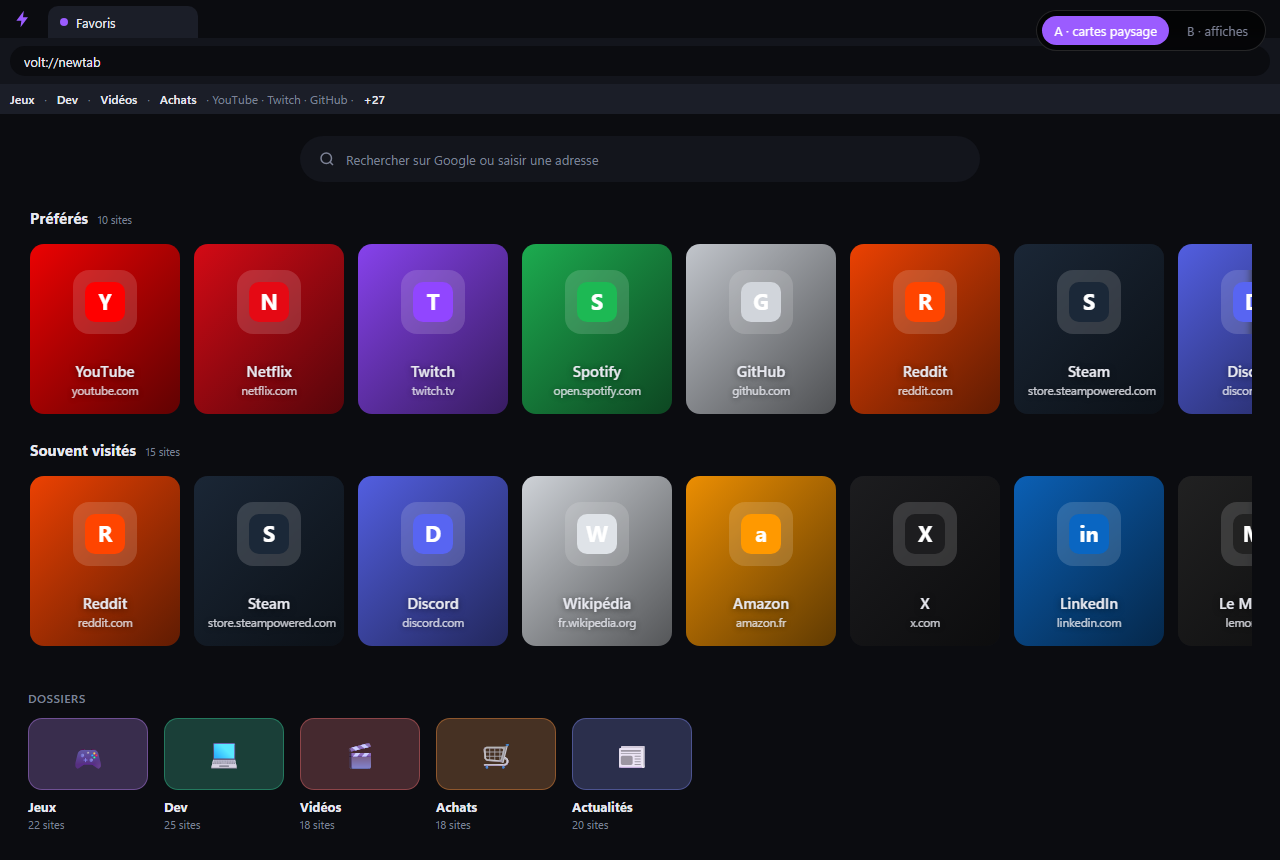 Favoris
A · cartes paysage B · affiches
volt://newtab
Jeux · Dev · Vidéos · Achats · YouTube · Twitch · GitHub · +27
Rechercher sur Google ou saisir une adresse
Préférés 10 sites
Y N T S G R S D
YouTube Netflix Twitch Spotify GitHub Reddit Steam Disc
youtube.com netflix.com twitch.tv open.spotify.com github.com reddit.com store.steampowered.com discor
Souvent visités 15 sites
R S D W a X in M
Reddit Steam Discord Wikipédia Amazon X LinkedIn Le M
reddit.com store.steampowered.com discord.com fr.wikipedia.org amazon.fr x.com linkedin.com lemo
DOSSIERS
Jeux Dev Vidéos Achats Actualités
22 sites 25 sites 18 sites 18 sites 20 sites